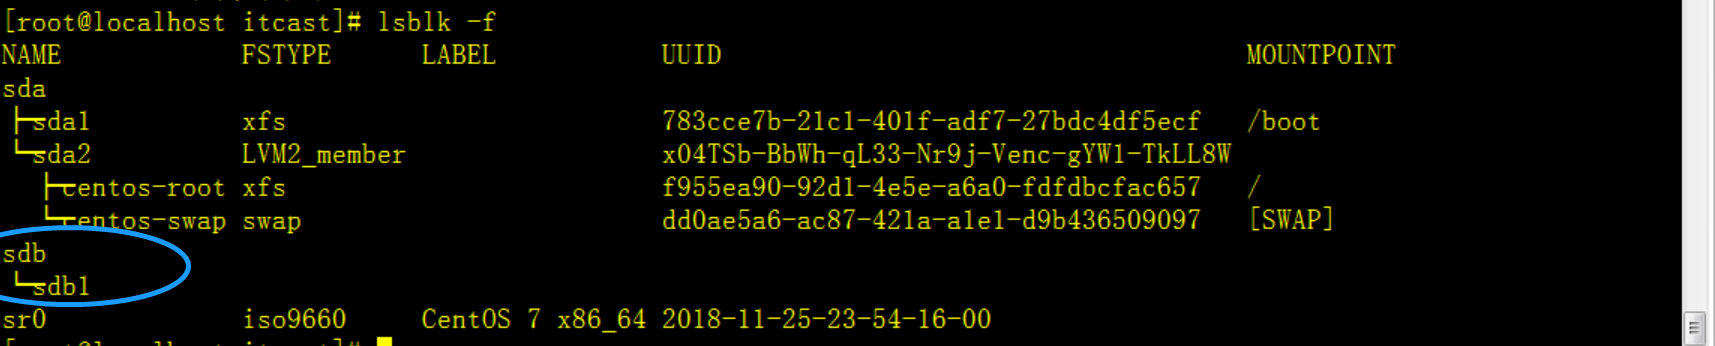 [root@localhost itcast]# lsblk -f
NAME FSTYPE LABEL UUID MOUNTPOINT
sda
├─sda1 xfs 783cce7b-21c1-401f-adf7-27bdc4df5ecf /boot
└─sda2 LVM2_member x04TSb-BbWh-qL33-Nr9j-Venc-gYW1-TkLL8W
├─centos-root xfs f955ea90-92d1-4e5e-a6a0-fdfdbcfac657 /
└─centos-swap swap dd0ae5a6-ac87-421a-a1e1-d9b436509097 [SWAP]
sdb
└─sdb1
sr0 iso9660 CentOS 7 x86_64 2018-11-25-23-54-16-00
[root@localhost itcast]#